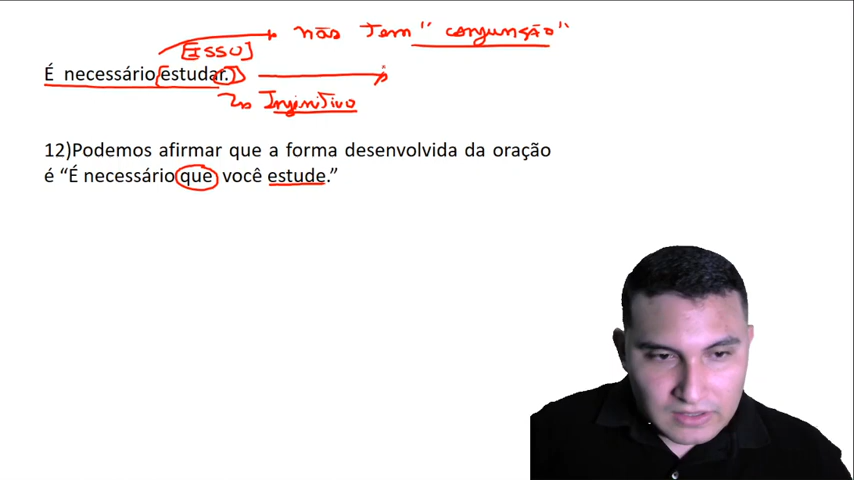 não Tem "conjunção"
[ISSO]
É necessário [estudar.]
Infinitivo
12)Podemos afirmar que a forma desenvolvida da oração
é “É necessário que você estude.”